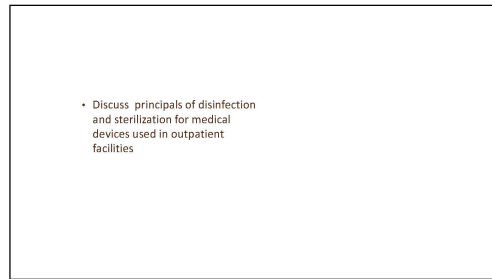 • Discuss  principals of disinfection
and sterilization for medical
devices used in outpatient
facilities